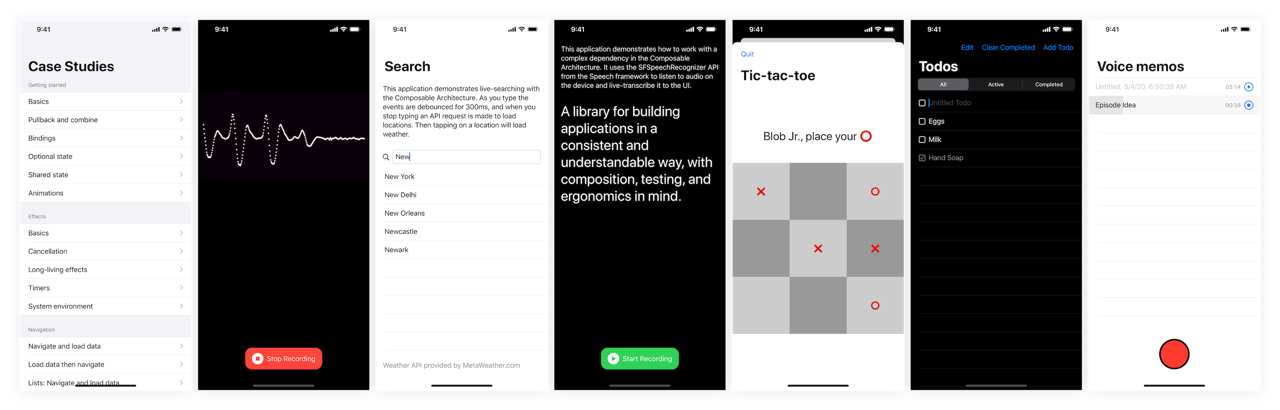 9:41
Case Studies
Getting started
Basics
Pullback and combine
Bindings
Optional state
Shared state
Animations
Effects
Basics
Cancellation
Long-living effects
Timers
System environment
Navigation
Navigate and load data
Load data then navigate
Lists: Navigate and load data
9:41
Stop Recording
9:41
Search
This application demonstrates live-searching with
the Composable Architecture. As you type the
events are debounced for 300ms, and when you
stop typing an API request is made to load
locations. Then tapping on a location will load
weather.
New
New York
New Delhi
New Orleans
Newcastle
Newark
Weather API provided by MetaWeather.com
9:41
This application demonstrates how to work with a
complex dependency in the Composable
Architecture. It uses the SFSpeechRecognizer API
from the Speech framework to listen to audio on
the device and live-transcribe it to the UI.
A library for building
applications in a
consistent and
understandable way, with
composition, testing, and
ergonomics in mind.
Start Recording
9:41
Quit
Tic-tac-toe
Blob Jr., place your
9:41
Edit Clear Completed Add Todo
Todos
All Active Completed
Untitled Todo
Eggs
Milk
Hand Soap
9:41
Voice memos
Untitled, 5/4/20, 6:50:38 AM 03:14
Episode Idea 00:38